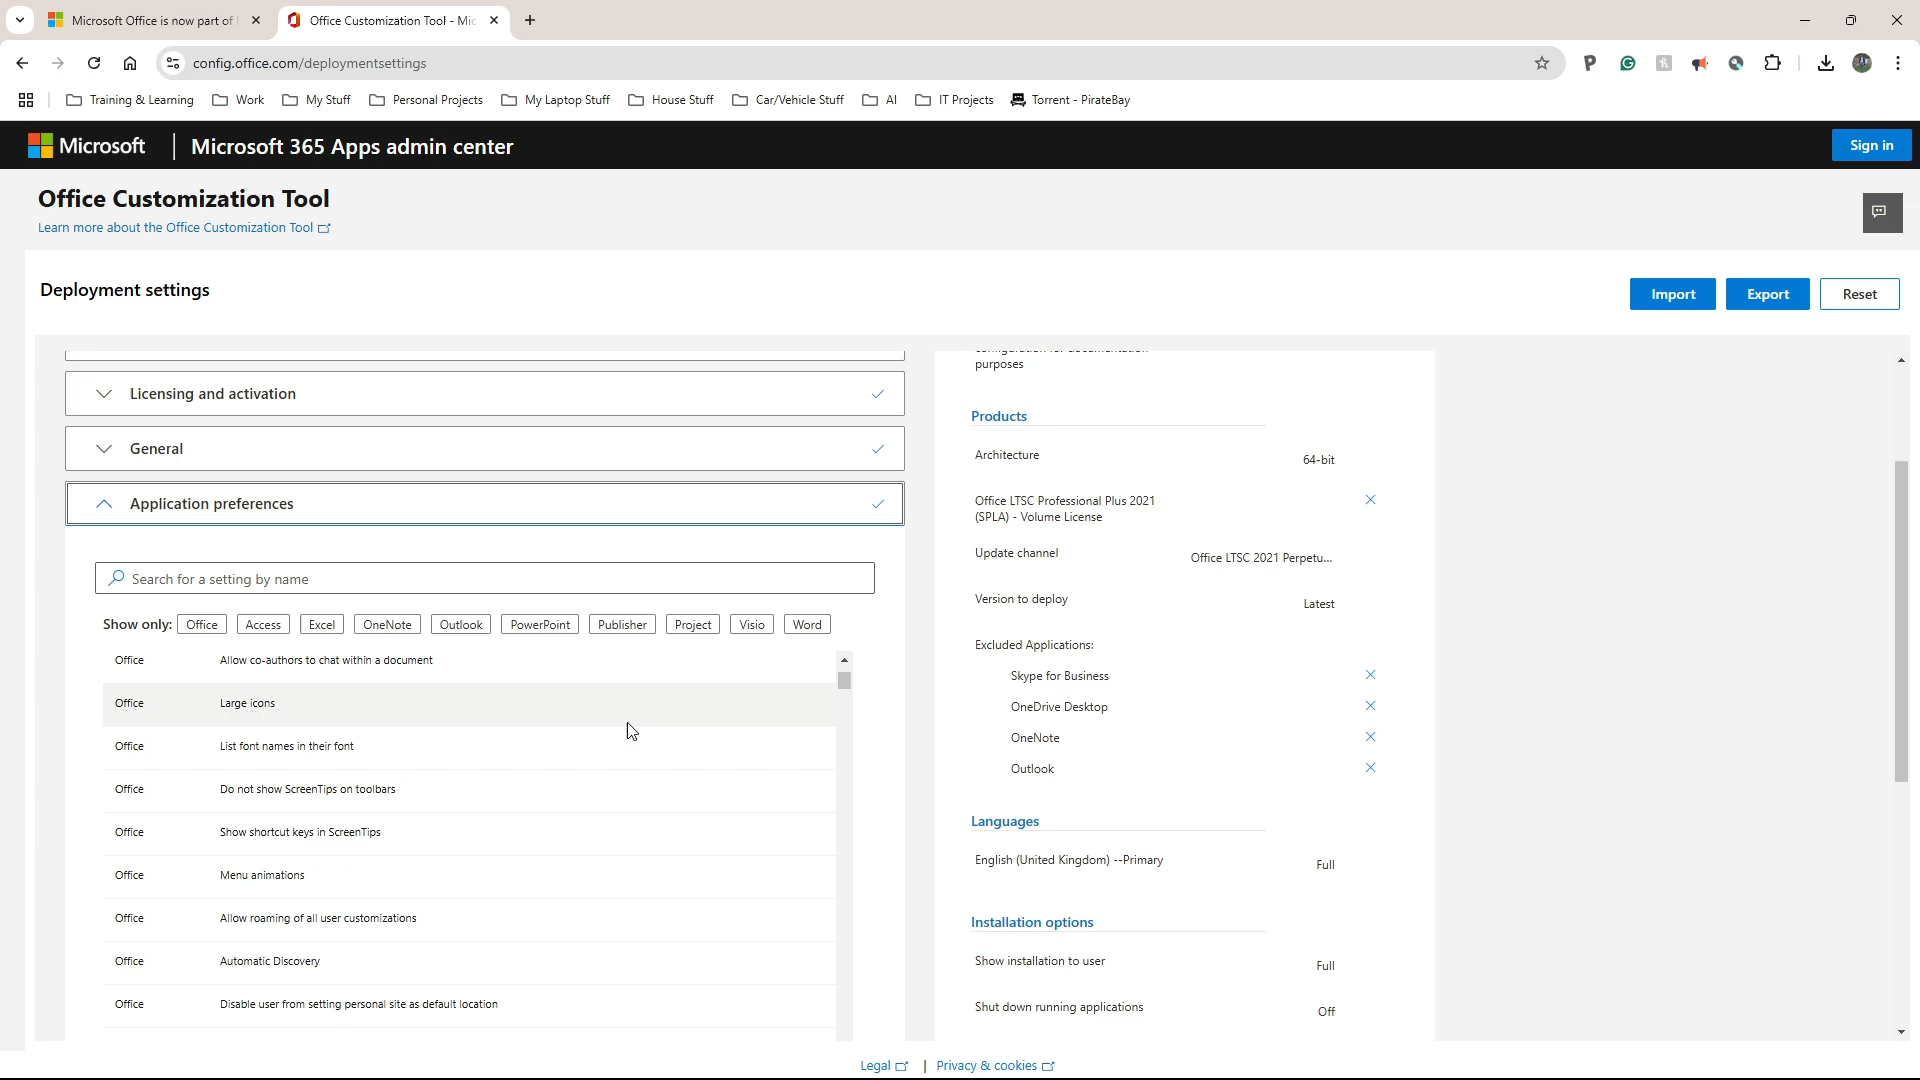 Microsoft Office is now part of
Office Customization Tool - Mic
config.office.com/deploymentsettings
Training & Learning
Work
My Stuff
Personal Projects
My Laptop Stuff
House Stuff
Car/Vehicle Stuff
AI
IT Projects
Torrent - PirateBay
Microsoft
Microsoft 365 Apps admin center
Sign in
Office Customization Tool
Learn more about the Office Customization Tool
Deployment settings
Import
Export
Reset
Licensing and activation
General
Application preferences
Search for a setting by name
Show only: Office Access Excel OneNote Outlook PowerPoint Publisher Project Visio Word
Office Allow co-authors to chat within a document
Office Large icons
Office List font names in their font
Office Do not show ScreenTips on toolbars
Office Show shortcut keys in ScreenTips
Office Menu animations
Office Allow roaming of all user customizations
Office Automatic Discovery
Office Disable user from setting personal site as default location
purposes
Products
Architecture 64-bit
Office LTSC Professional Plus 2021
(SPLA) - Volume License
Update channel Office LTSC 2021 Perpetu...
Version to deploy Latest
Excluded Applications:
Skype for Business
OneDrive Desktop
OneNote
Outlook
Languages
English (United Kingdom) --Primary Full
Installation options
Show installation to user Full
Shut down running applications Off
Legal | Privacy & cookies